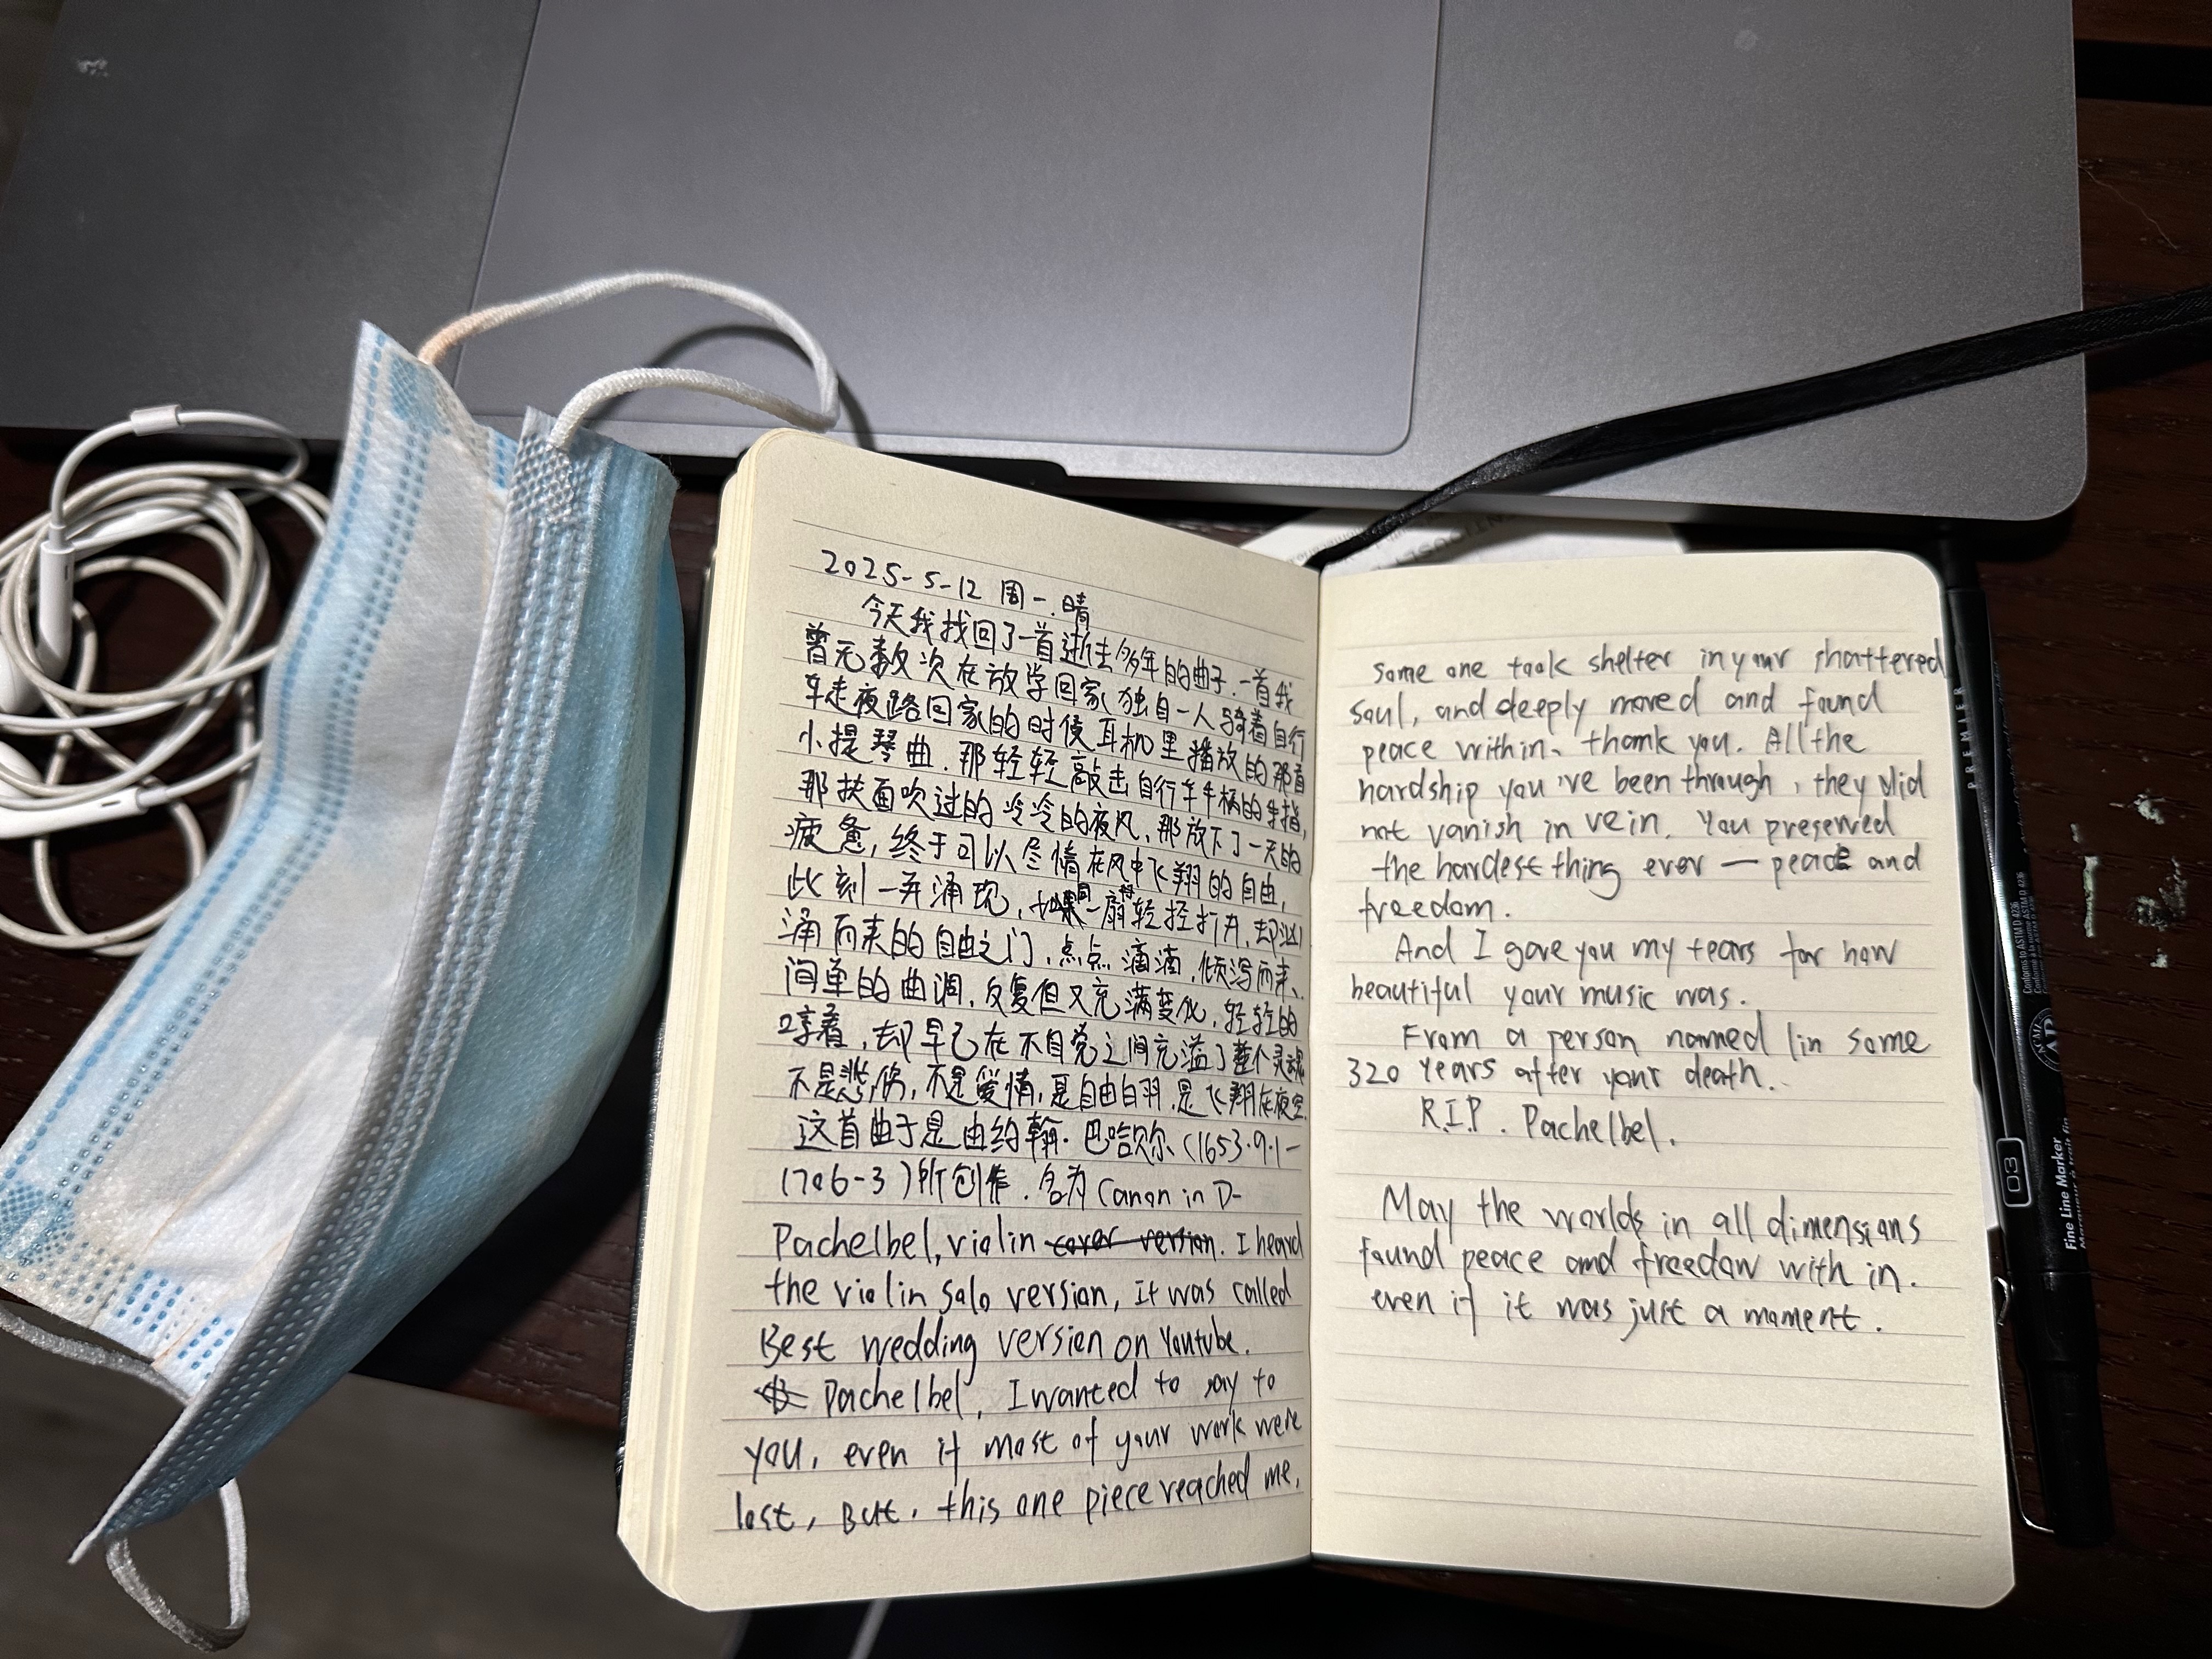 2025-5-12 周一.晴
今天我找回了一首逝去多年的曲子.一首我
曾无数次在放学回家独自一人骑着自行
车走夜路回家的时候耳机里播放的那首
小提琴曲.那轻轻敲击自行车车柄的手指,
那扶面吹过的冷冷的夜风,那放下了一天的
疲惫,终于可以尽情在风中飞翔的自由,
此刻一并涌现,一扇轻轻打开,却汹
涌而来的自由之门,点点滴滴,倾泻而来、
间单的曲调,反复但又充满变化,轻轻的
哼着,却早已在不自觉之间充溢了整个灵魂
不是悲伤,不是爱情,是自由白羽,是飞翔在夜空.
这首曲子是由约翰·巴哈贝尔(1653.9.1-
1706-3)所创作.名为Canon in D-
Pachelbel, violin cover version. I heard
the violin salo version, It was called
Best wedding version on Youtube.
Pachelbel, I wanted to say to
you, even if most of your work were
lost, But, this one piece reached me,
Some one took shelter in your shattered
soul, and deeply moved and found
peace within、thank you. All the
hardship you've been through, they did
not vanish in vein. You preserved
the hardest thing ever — peace and
freedom.
And I gave you my tears for how
beautiful your music was.
From a person named lin some
320 years after your death..
R.I.P. Pachelbel.
May the worlds in all dimensions
found peace and freedom with in.
even if it was just a moment.
PREMIER
Conforms to ASTM D 4236
Conforme à la norme ASTM D 4236
ACMI
AP
03
Fine Line Marker
Marqueur à trait fin